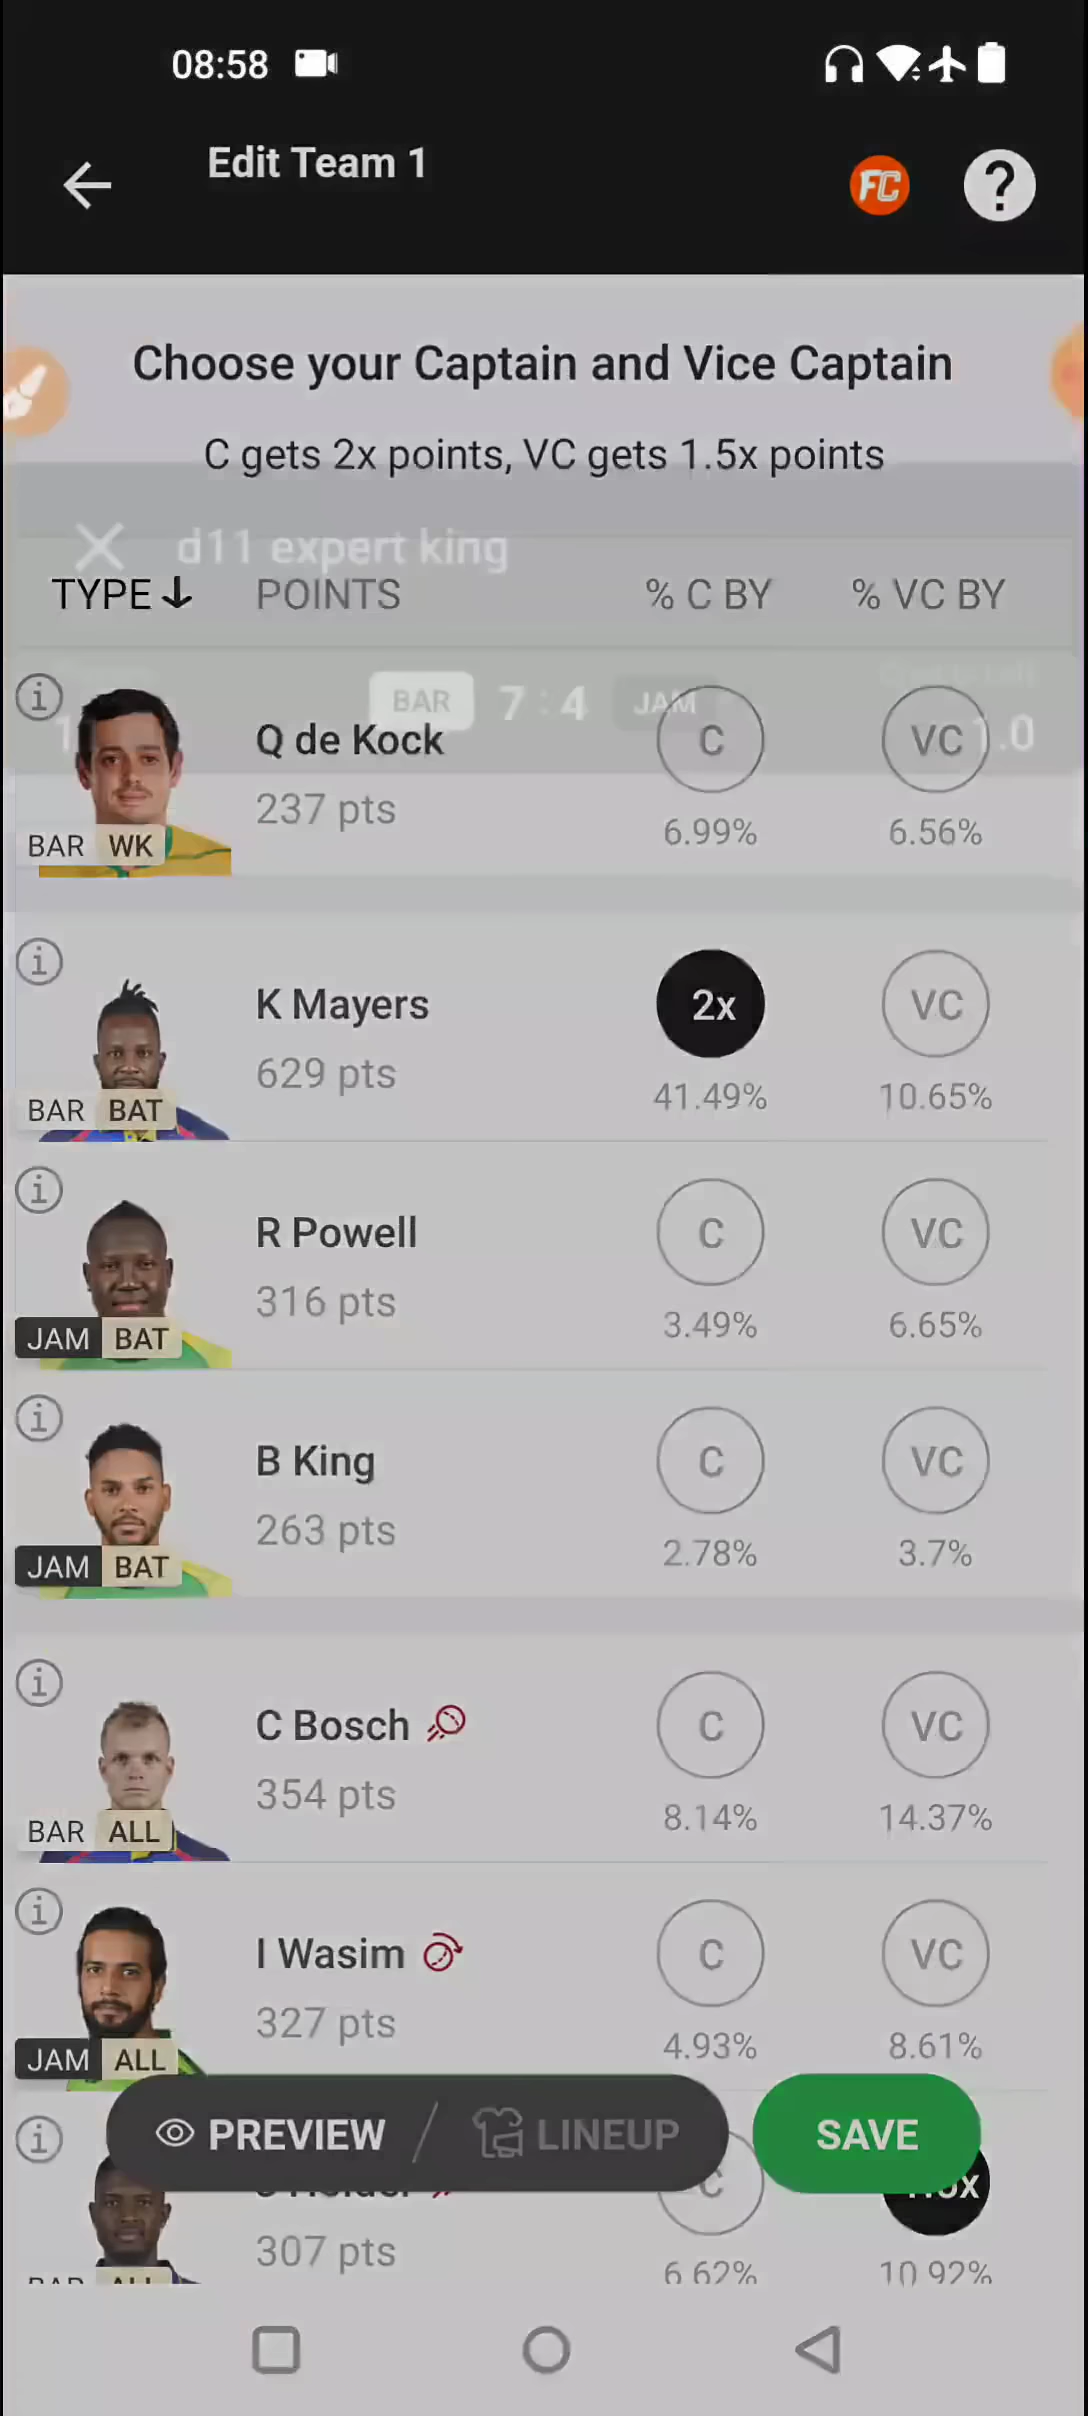 08:58
Edit Team 1
FC
?
Choose your Captain and Vice Captain
C gets 2x points, VC gets 1.5x points
d11 expert king
TYPE POINTS % C BY % VC BY
BAR 7 : 4 JAM
1.0
Q de Kock C VC
237 pts 6.99% 6.56%
BAR WK
K Mayers 2x VC
629 pts 41.49% 10.65%
BAR BAT
R Powell C VC
316 pts 3.49% 6.65%
JAM BAT
B King C VC
263 pts 2.78% 3.7%
JAM BAT
C Bosch C VC
354 pts 8.14% 14.37%
BAR ALL
I Wasim C VC
327 pts 4.93% 8.61%
JAM ALL
PREVIEW / LINEUP SAVE
C
307 pts 6.62% 10.92%
BAR ALL